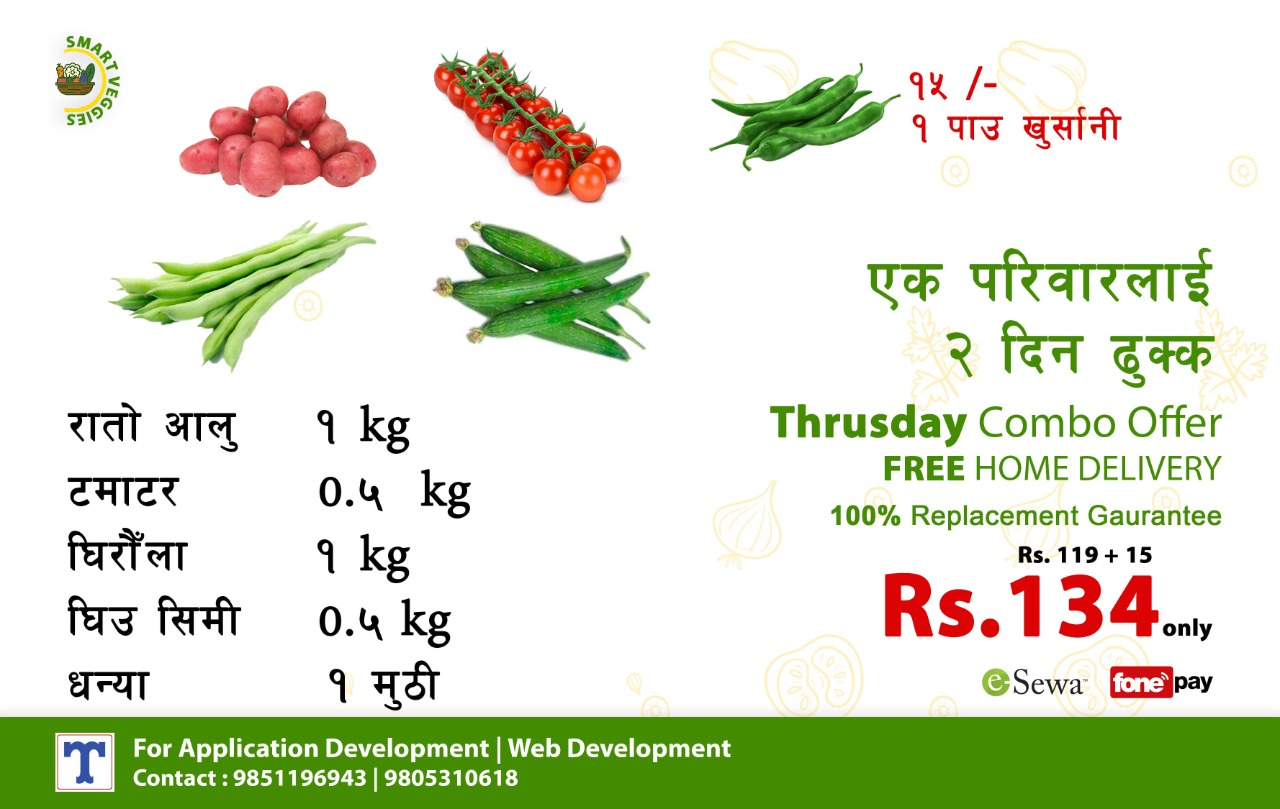 SMART VEGGIES
१५ /-
१ पाउ खुर्सानी
एक परिवारलाई
२ दिन ढुक्क
Thrusday Combo Offer
FREE HOME DELIVERY
100% Replacement Gaurantee
Rs. 119 + 15
Rs.134 only
e-Sewa fonepay
रातो आलु १ kg
टमाटर 0.५ kg
घिरौँला १ kg
घिउ सिमी 0.५ kg
धन्या १ मुठी
T
For Application Development | Web Development
Contact : 9851196943 | 9805310618